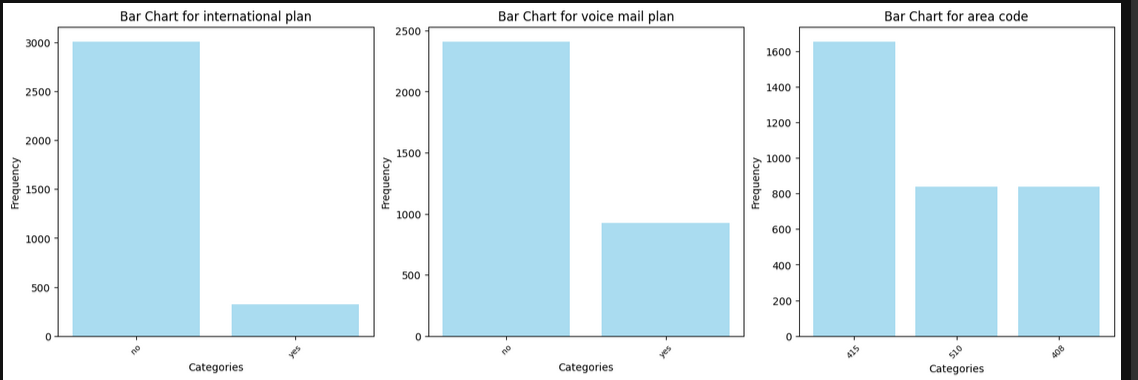 Bar Chart for international plan
Frequency
3000
2500
2000
1500
1000
500
0
no
yes
Categories
Bar Chart for voice mail plan
Frequency
2500
2000
1500
1000
500
0
no
yes
Categories
Bar Chart for area code
Frequency
1600
1400
1200
1000
800
600
400
200
0
415
510
408
Categories